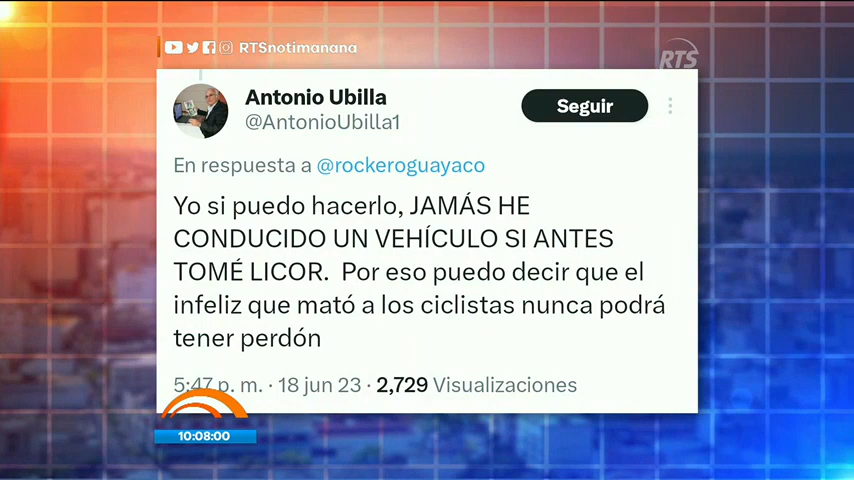 RTSnotimanana
RTS
Antonio Ubilla
@AntonioUbilla1
Seguir
En respuesta a @rockeroguayaco
Yo si puedo hacerlo, JAMÁS HE
CONDUCIDO UN VEHÍCULO SI ANTES
TOMÉ LICOR. Por eso puedo decir que el
infeliz que mató a los ciclistas nunca podrá
tener perdón
5:47 p. m. · 18 jun 23 · 2,729 Visualizaciones
10:08:00